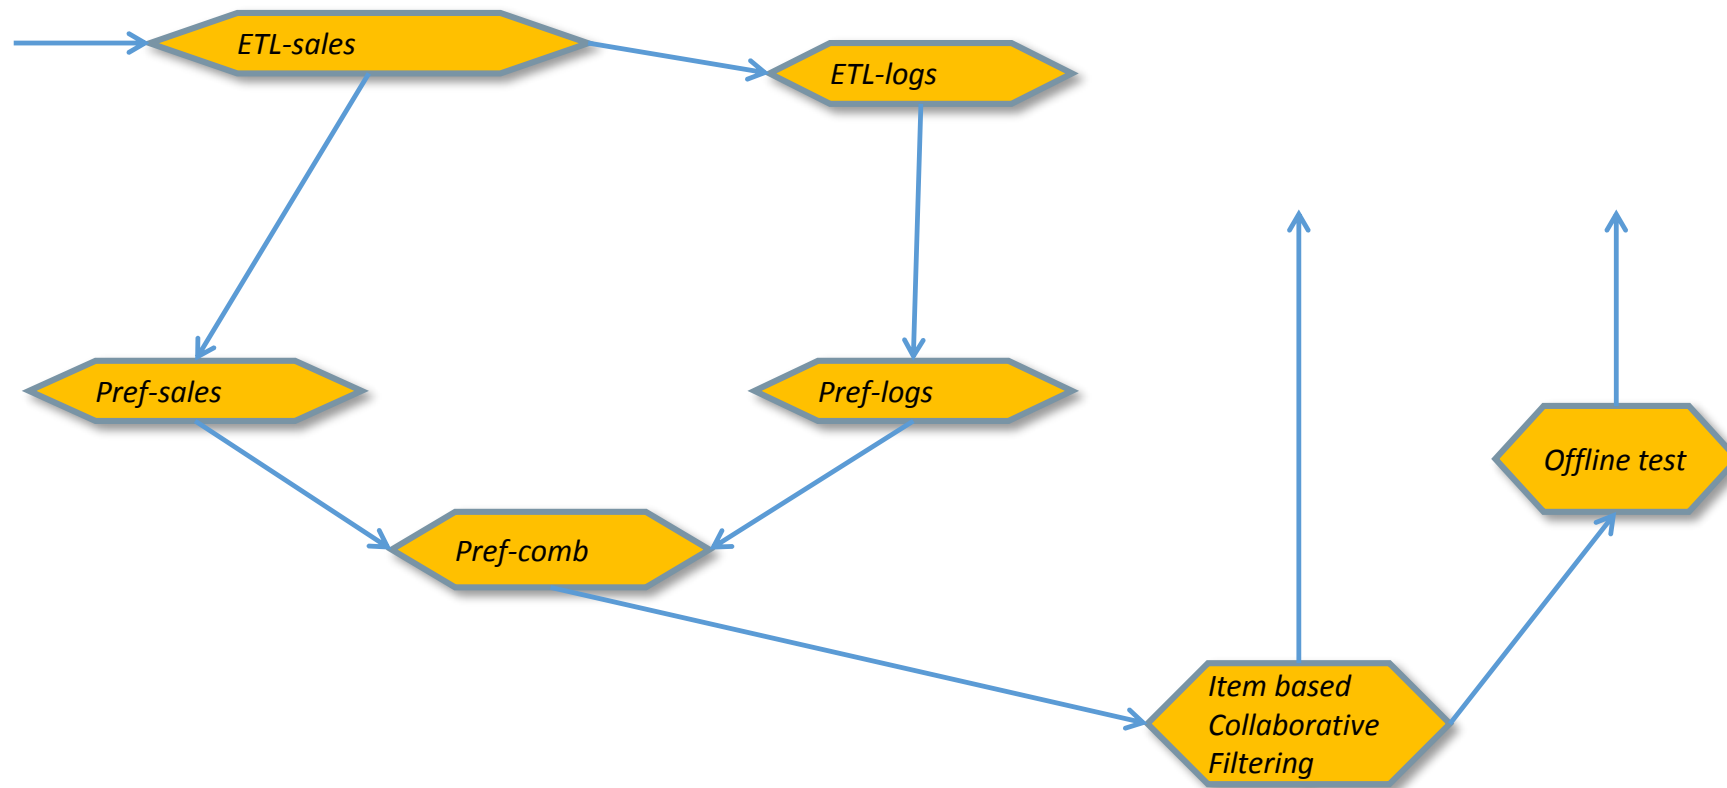 ETL-sales
ETL-logs
Pref-sales
Pref-logs
Offline test
Pref-comb
Item based
Collaborative
Filtering